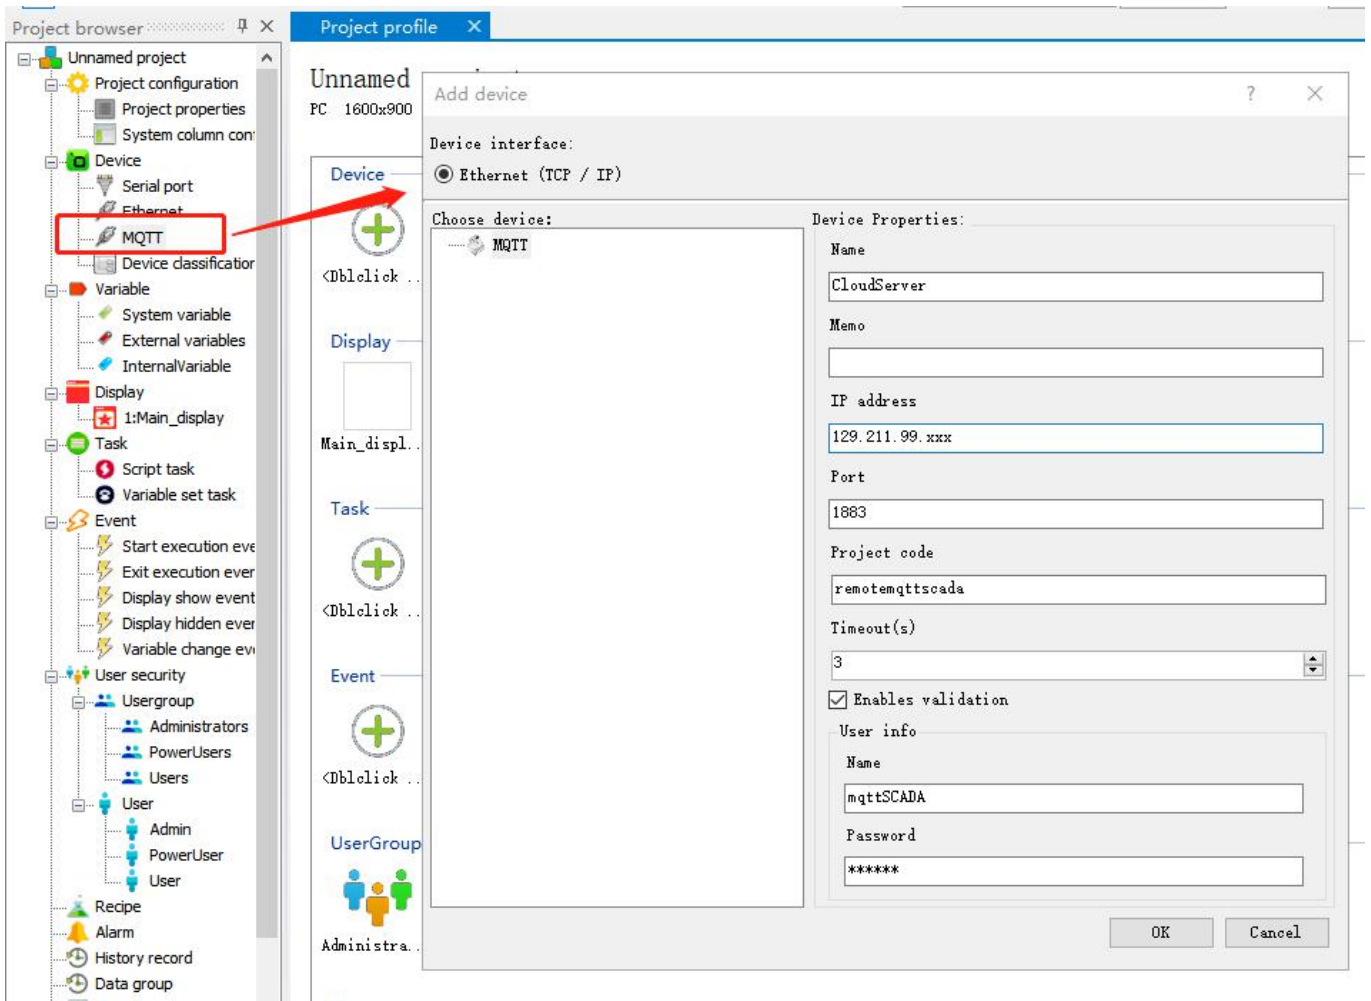 Project browser
Unnamed project
Project configuration
Project properties
System column con
Device
Serial port
Ethernet
MQTT
Device classification
Variable
System variable
External variables
InternalVariable
Display
1:Main_display
Task
Script task
Variable set task
Event
Start execution eve
Exit execution ever
Display show event
Display hidden ever
Variable change ev
User security
Usergroup
Administrators
PowerUsers
Users
User
Admin
PowerUser
User
Recipe
Alarm
History record
Data group
Project profile
Unnamed
PC 1600x900
Device
<Dblclick ..
Display
Main_displ..
Task
<Dblclick ..
Event
<Dblclick ..
UserGroup
Administra..
Add device
?
Device interface:
Ethernet (TCP / IP)
Choose device:
MQTT
Device Properties:
Name
CloudServer
Memo
IP address
129.211.99.xxx
Port
1883
Project code
remotemqttscada
Timeout(s)
3
Enables validation
User info
Name
mqttSCADA
Password
******
OK
Cancel